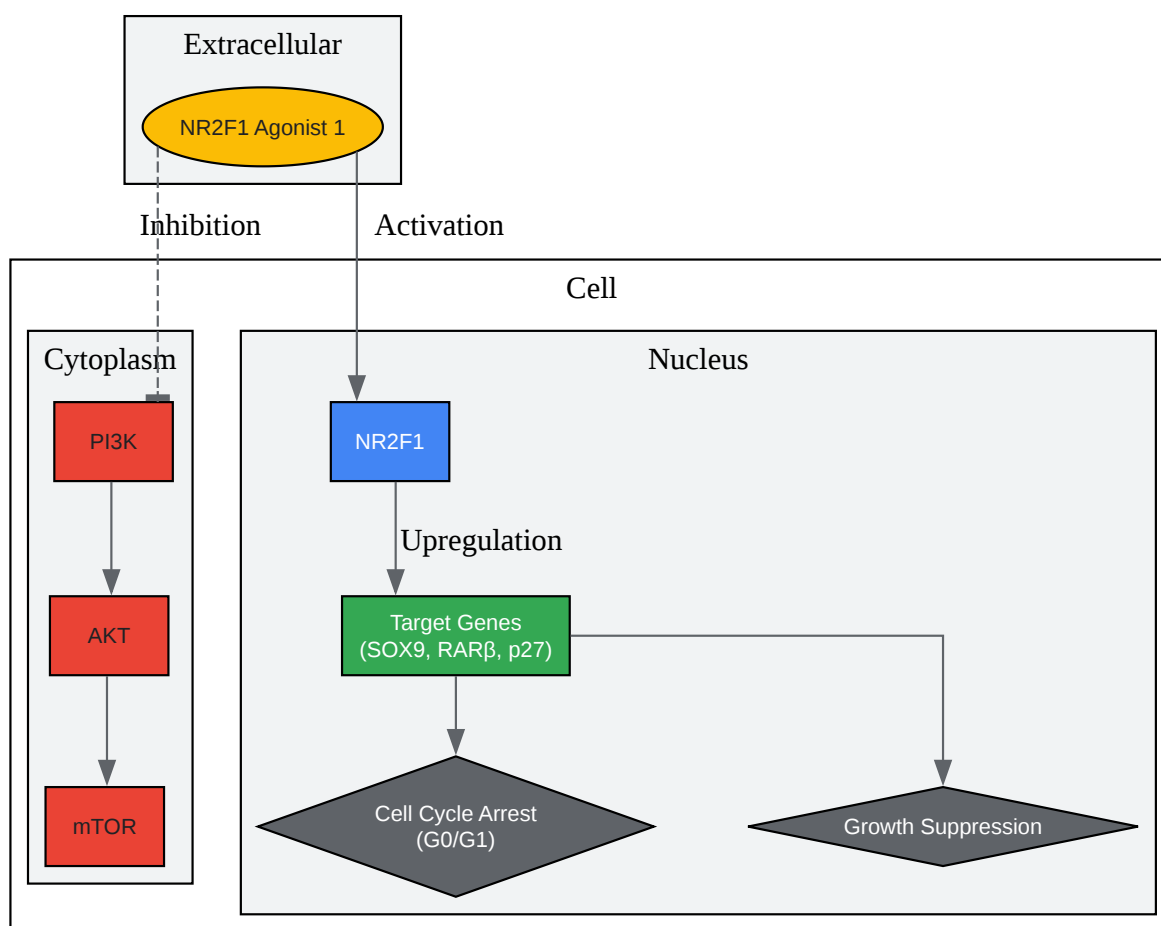 Extracellular
NR2F1 Agonist 1
Inhibition
Activation
Cell
Cytoplasm
Nucleus
PI3K
NR2F1
Upregulation
AKT
Target Genes
(SOX9, RARβ, p27)
mTOR
Cell Cycle Arrest
(G0/G1)
Growth Suppression